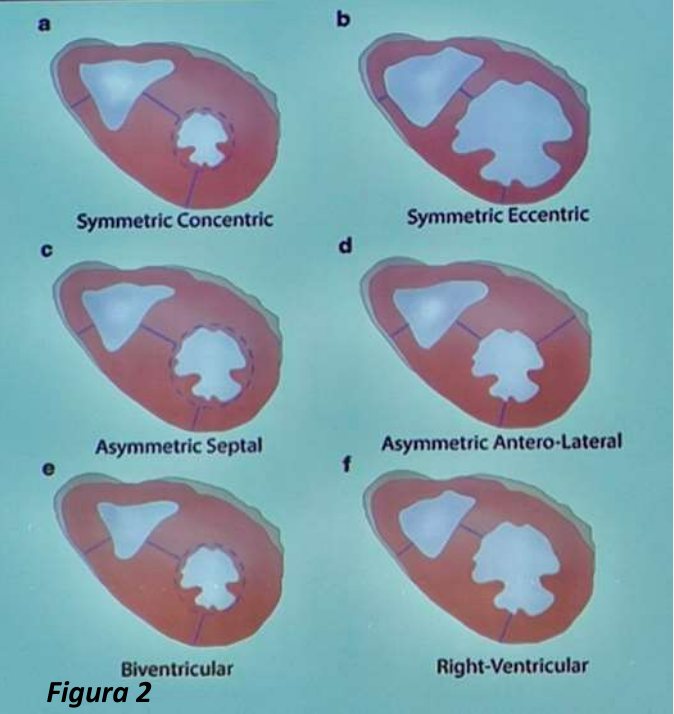 a
b
Symmetric Concentric
Symmetric Eccentric
c
d
Asymmetric Septal
Asymmetric Antero-Lateral
e
f
Biventricular
Right-Ventricular
Figura 2